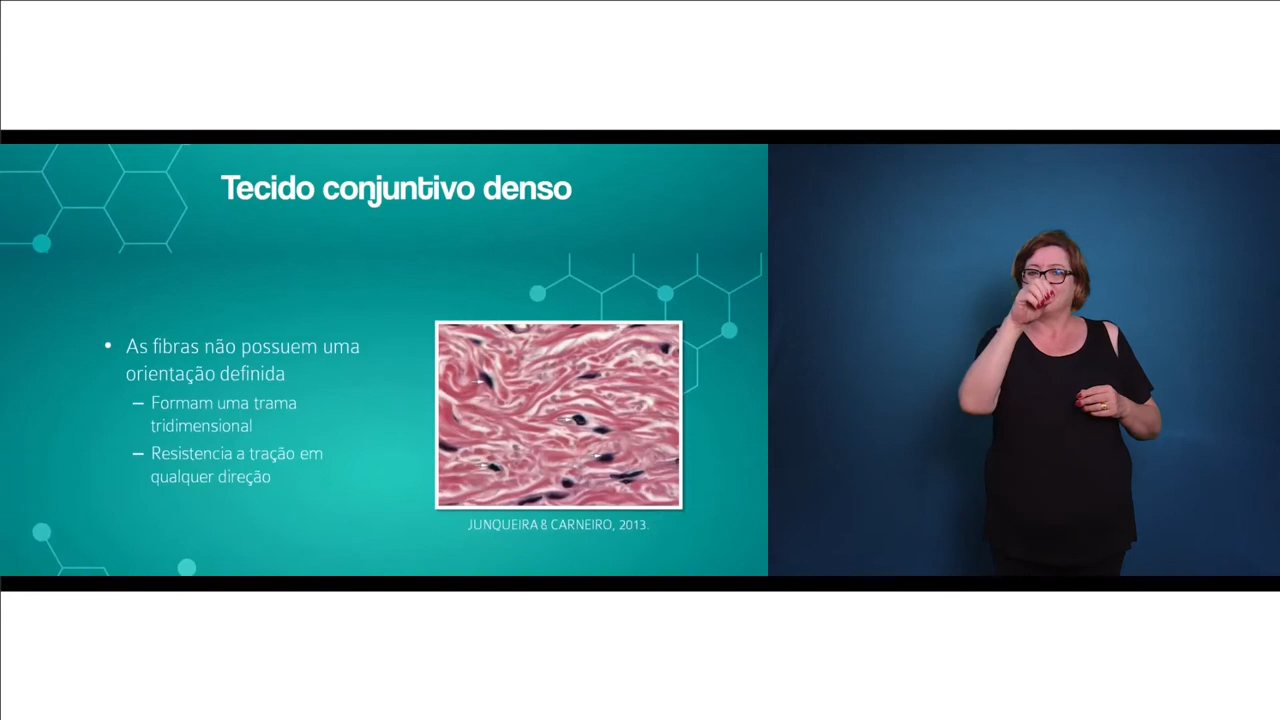 Tecido conjuntivo denso
• As fibras não possuem uma
orientação definida
– Formam uma trama
tridimensional
– Resistencia a tração em
qualquer direção
JUNQUEIRA & CARNEIRO, 2013.